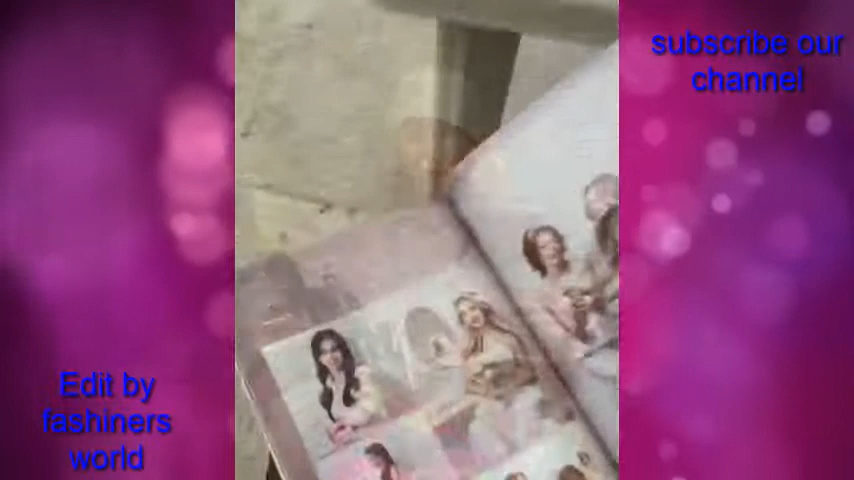 subscribe our
channel
Edit by
fashiners
world